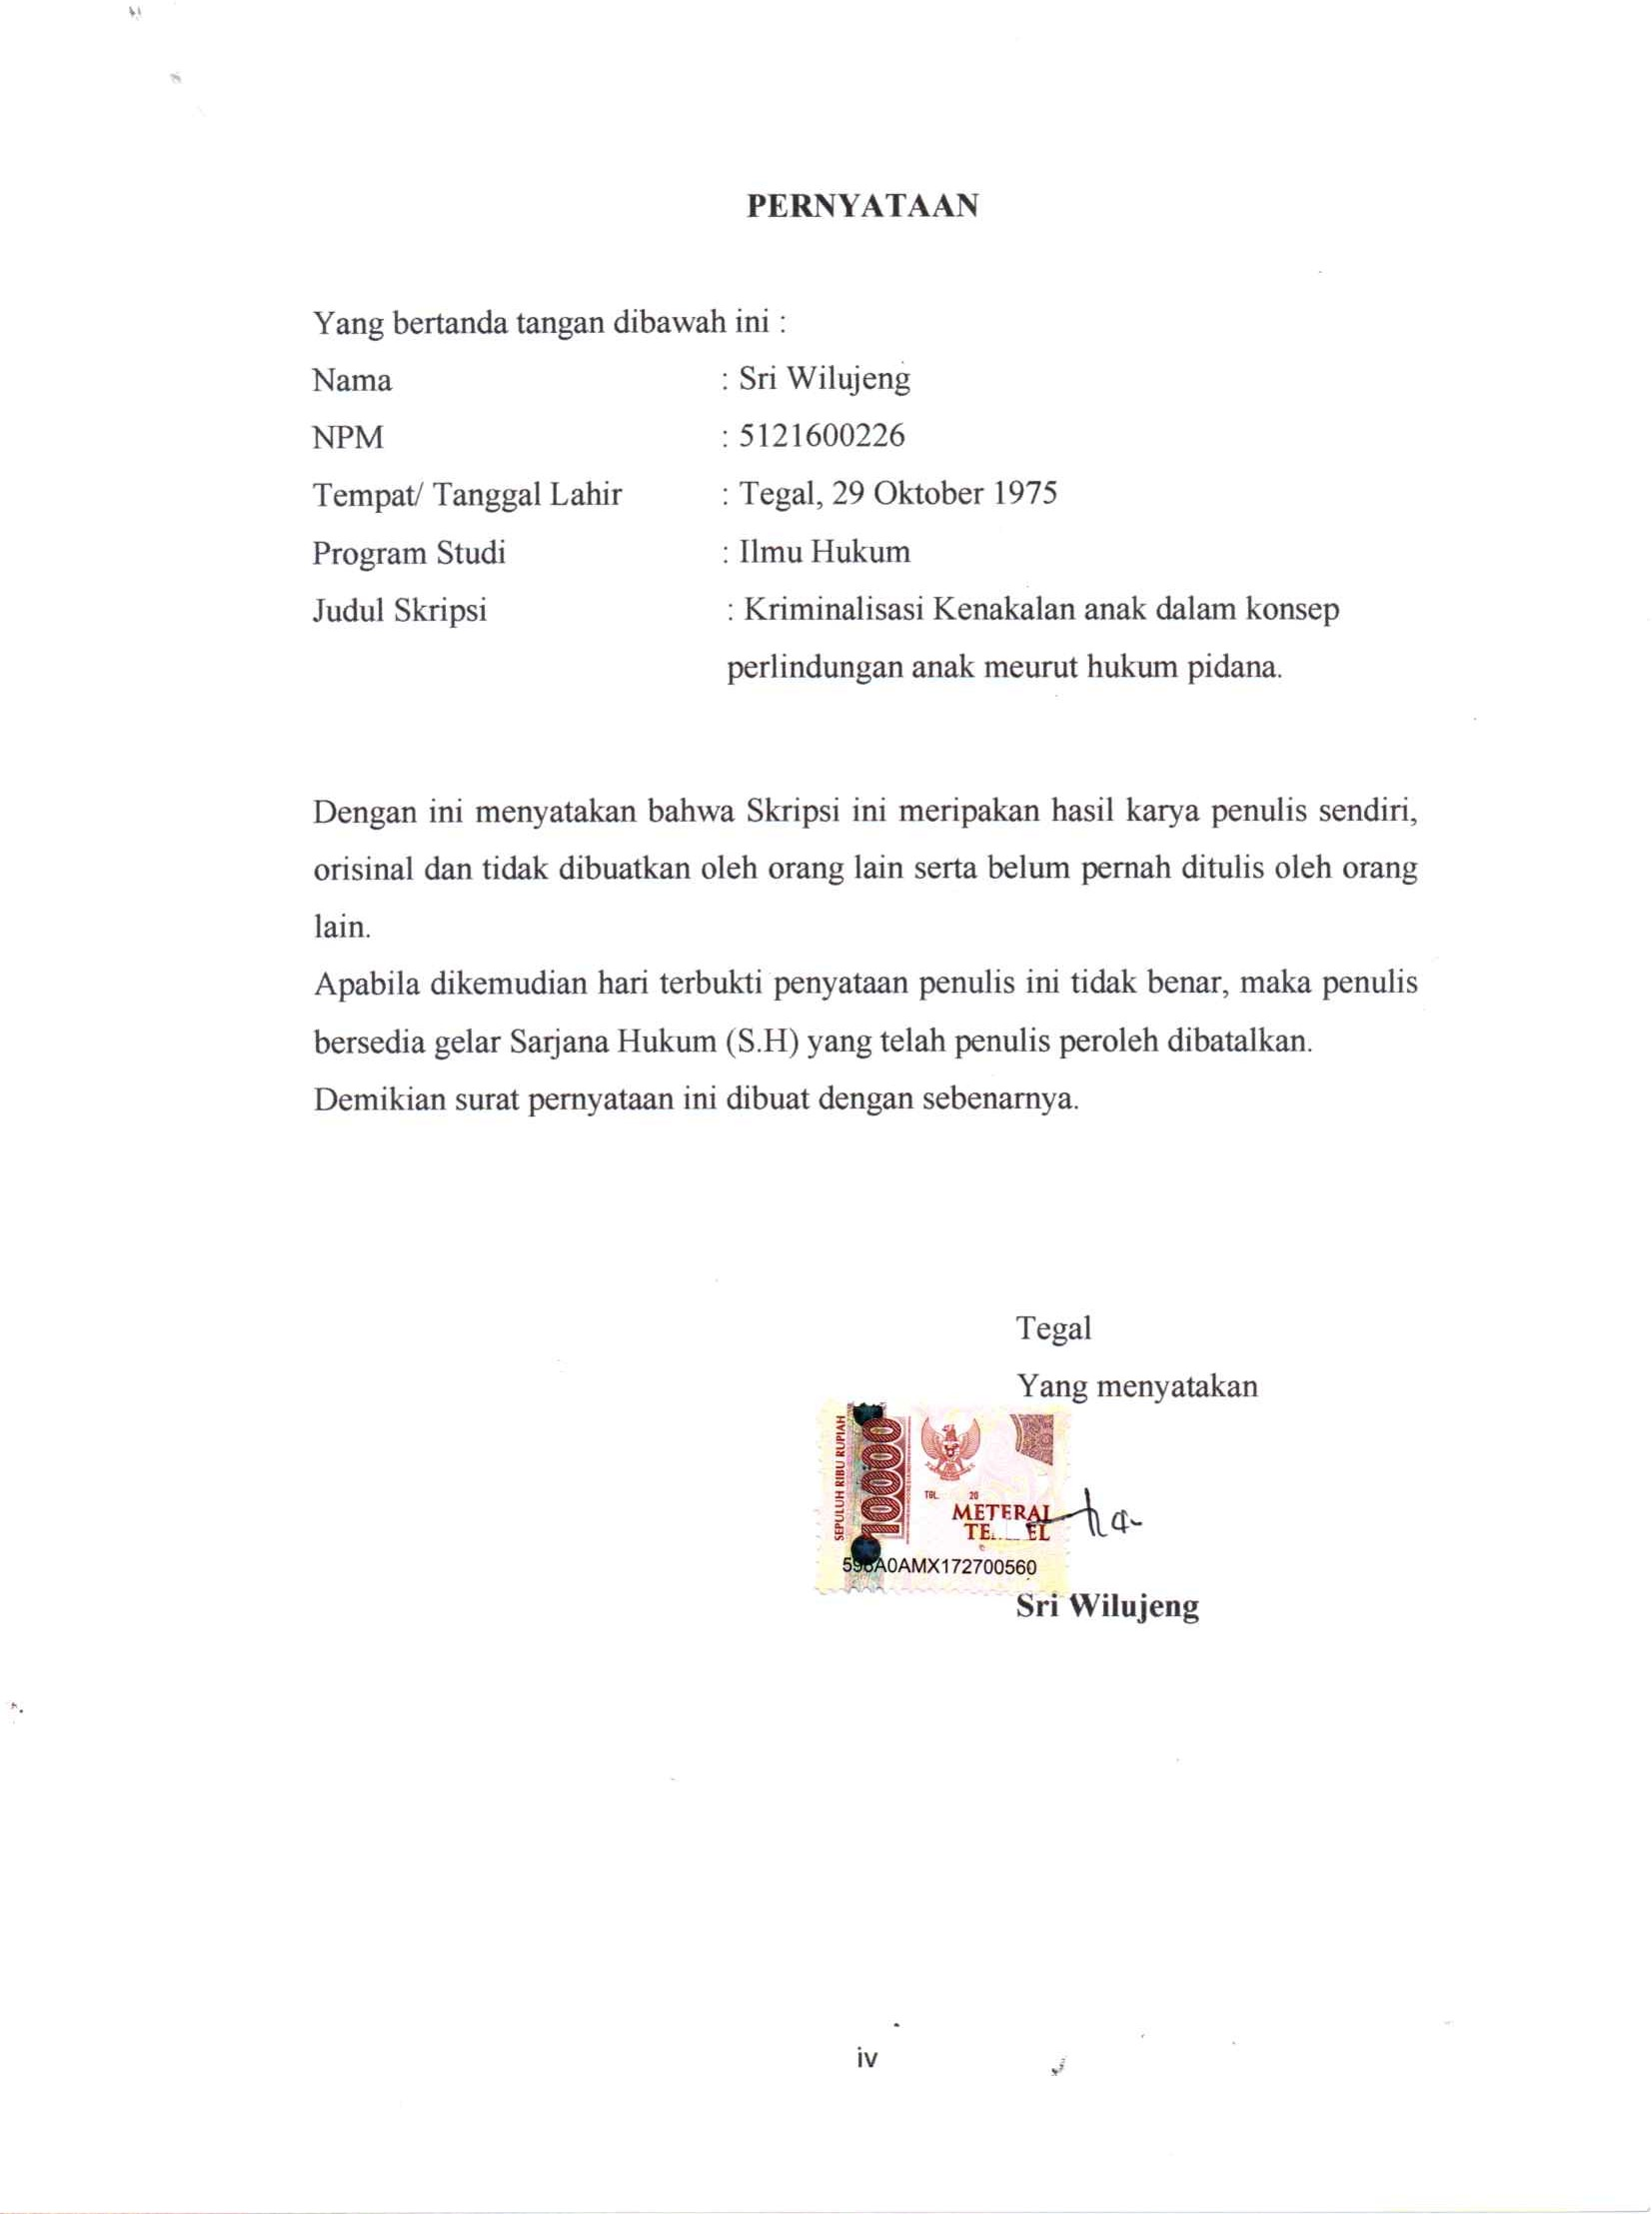 PERNYATAAN
Yang bertanda tangan dibawah ini :
Nama : Sri Wilujeng
NPM : 5121600226
Tempat/ Tanggal Lahir : Tegal, 29 Oktober 1975
Program Studi : Ilmu Hukum
Judul Skripsi : Kriminalisasi Kenakalan anak dalam konsep
perlindungan anak meurut hukum pidana.
Dengan ini menyatakan bahwa Skripsi ini meripakan hasil karya penulis sendiri,
orisinal dan tidak dibuatkan oleh orang lain serta belum pernah ditulis oleh orang
lain.
Apabila dikemudian hari terbukti penyataan penulis ini tidak benar, maka penulis
bersedia gelar Sarjana Hukum (S.H) yang telah penulis peroleh dibatalkan.
Demikian surat pernyataan ini dibuat dengan sebenarnya.
Tegal
Yang menyatakan
SEPULUH RIBU RUPIAH
10000
TGL. 20
METERAI
Sri Wilujeng
iv